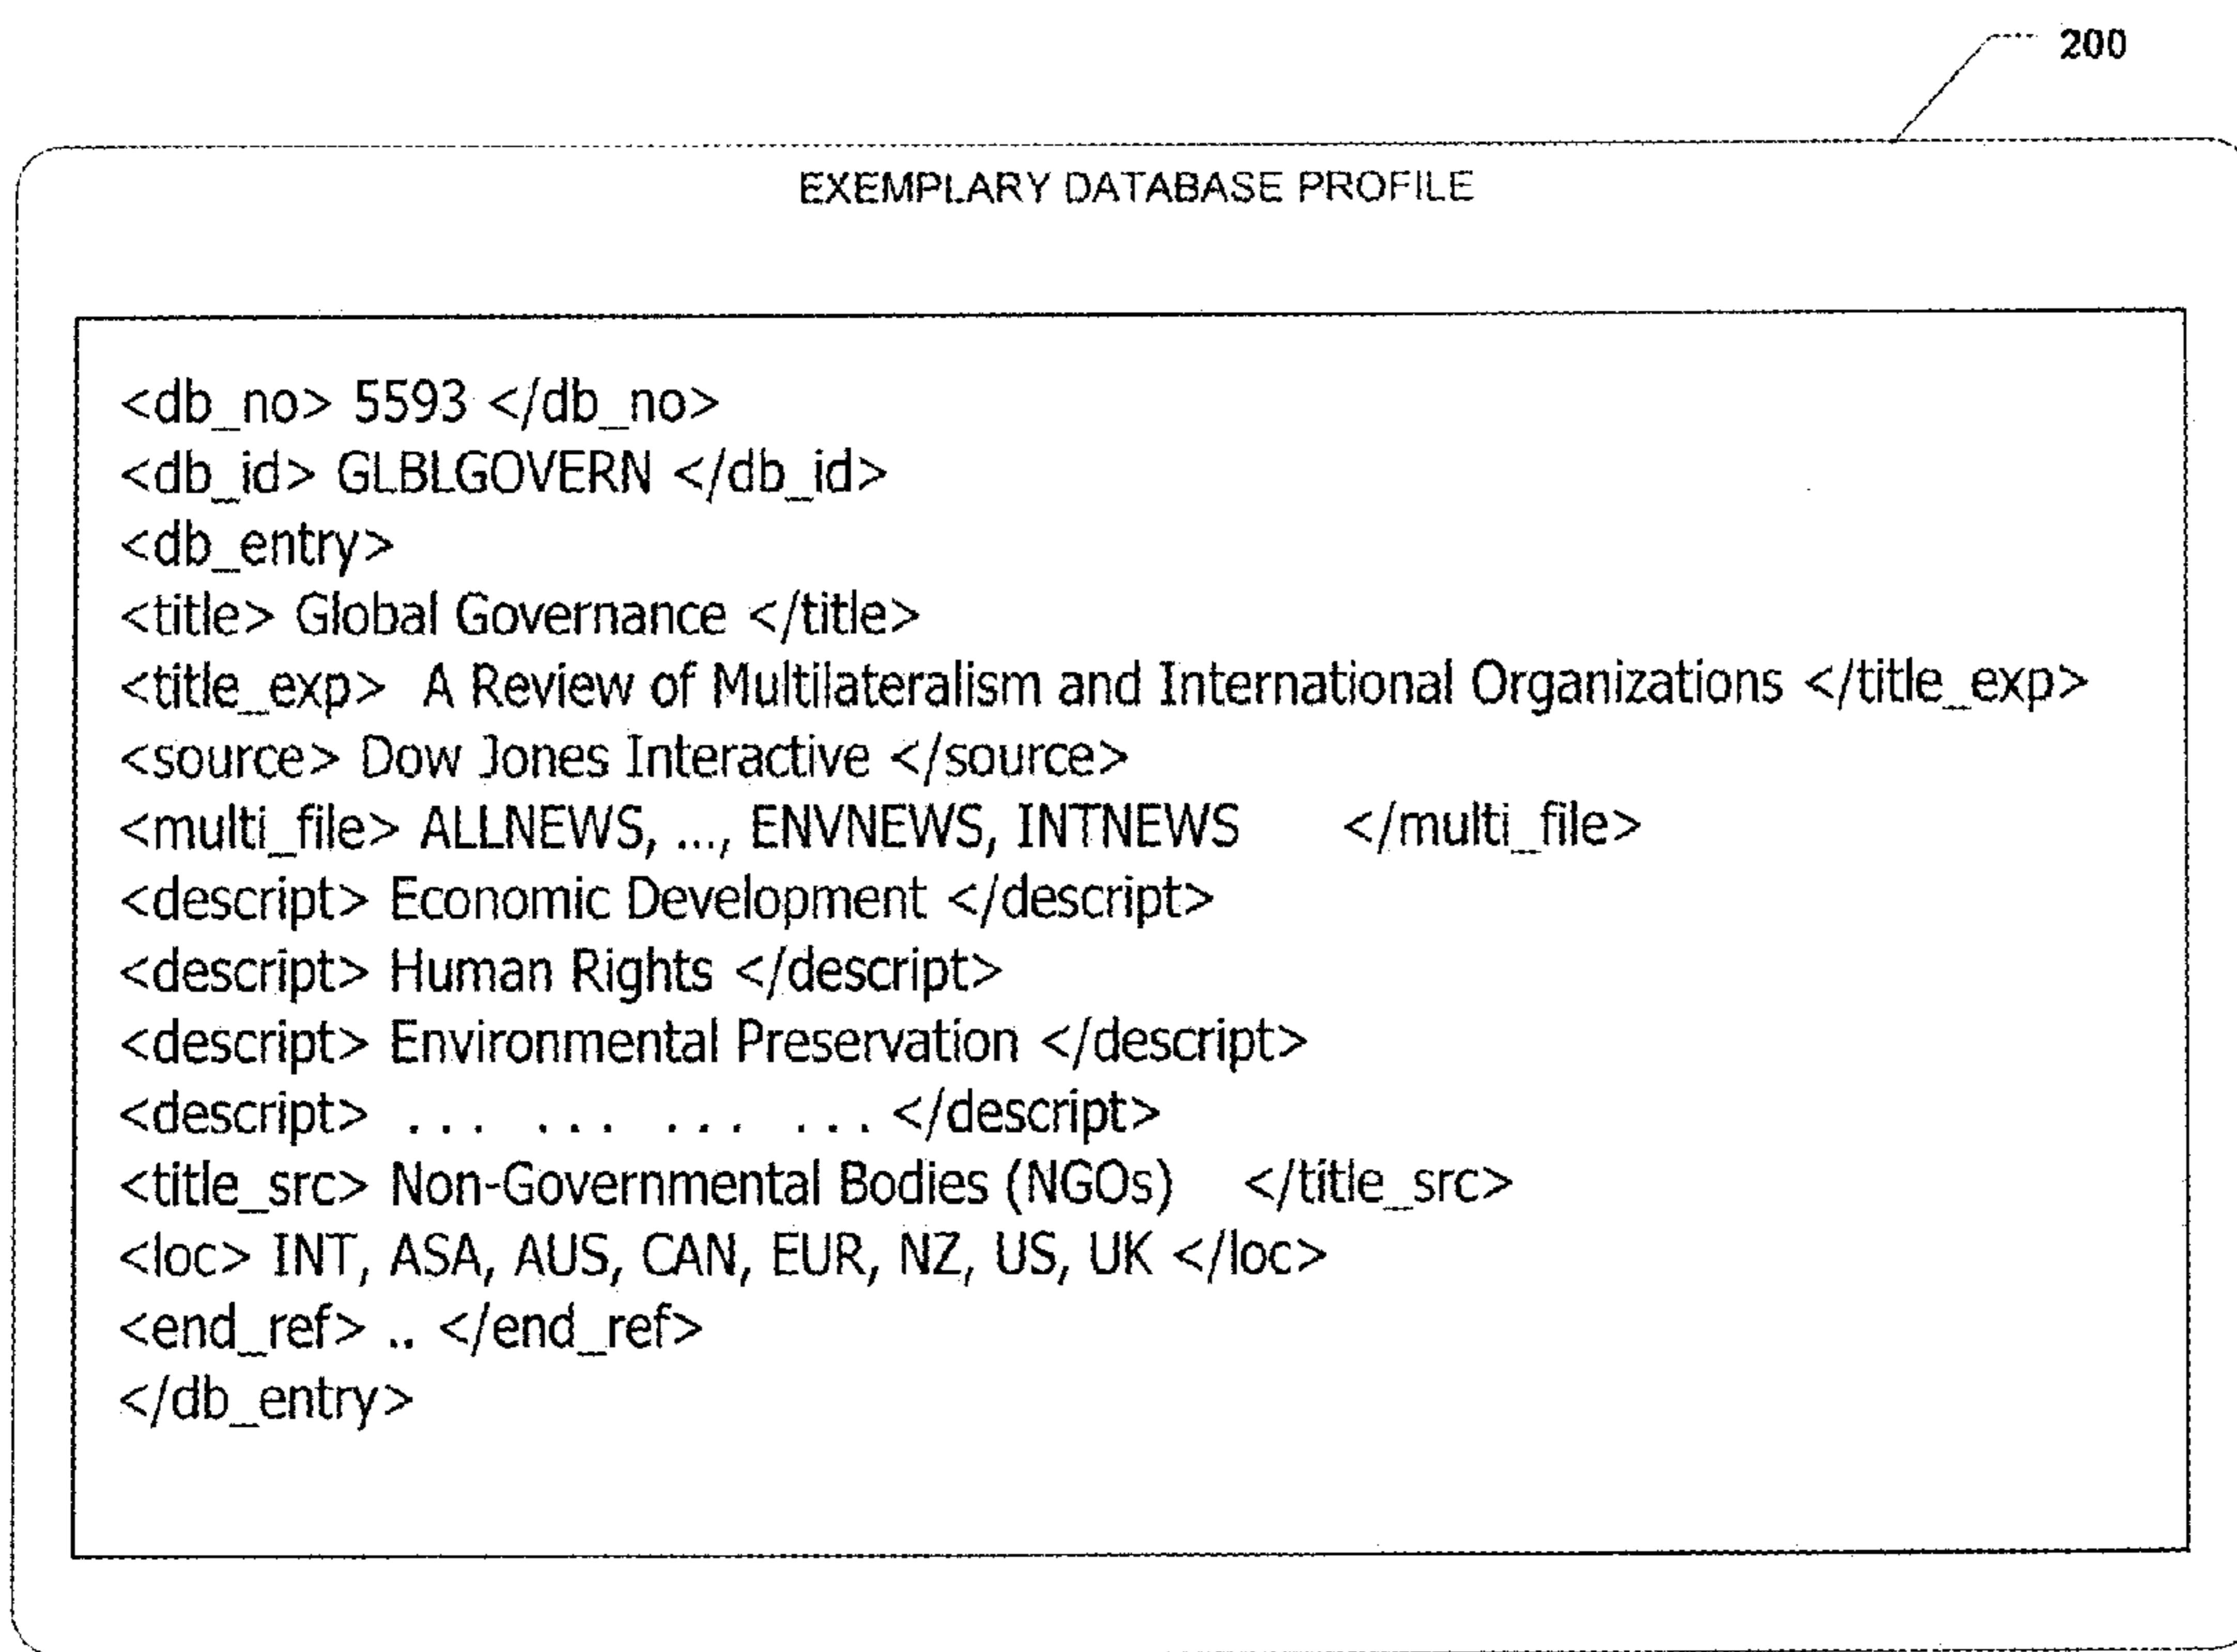 200
EXEMPLARY DATABASE PROFILE
<db_no> 5593 </db_no>
<db_id> GLBLGOVERN </db_id>
<db_entry>
<title> Global Governance </title>
<title_exp> A Review of Multilateralism and International Organizations </title_exp>
<source> Dow Jones Interactive </source>
<multi_file> ALLNEWS, ..., ENVNEWS, INTNEWS </multi_file>
<descript> Economic Development </descript>
<descript> Human Rights </descript>
<descript> Environmental Preservation </descript>
<descript> ... ... ... ... </descript>
<title_src> Non-Governmental Bodies (NGOs) </title_src>
<loc> INT, ASA, AUS, CAN, EUR, NZ, US, UK </loc>
<end_ref> .. </end_ref>
</db_entry>